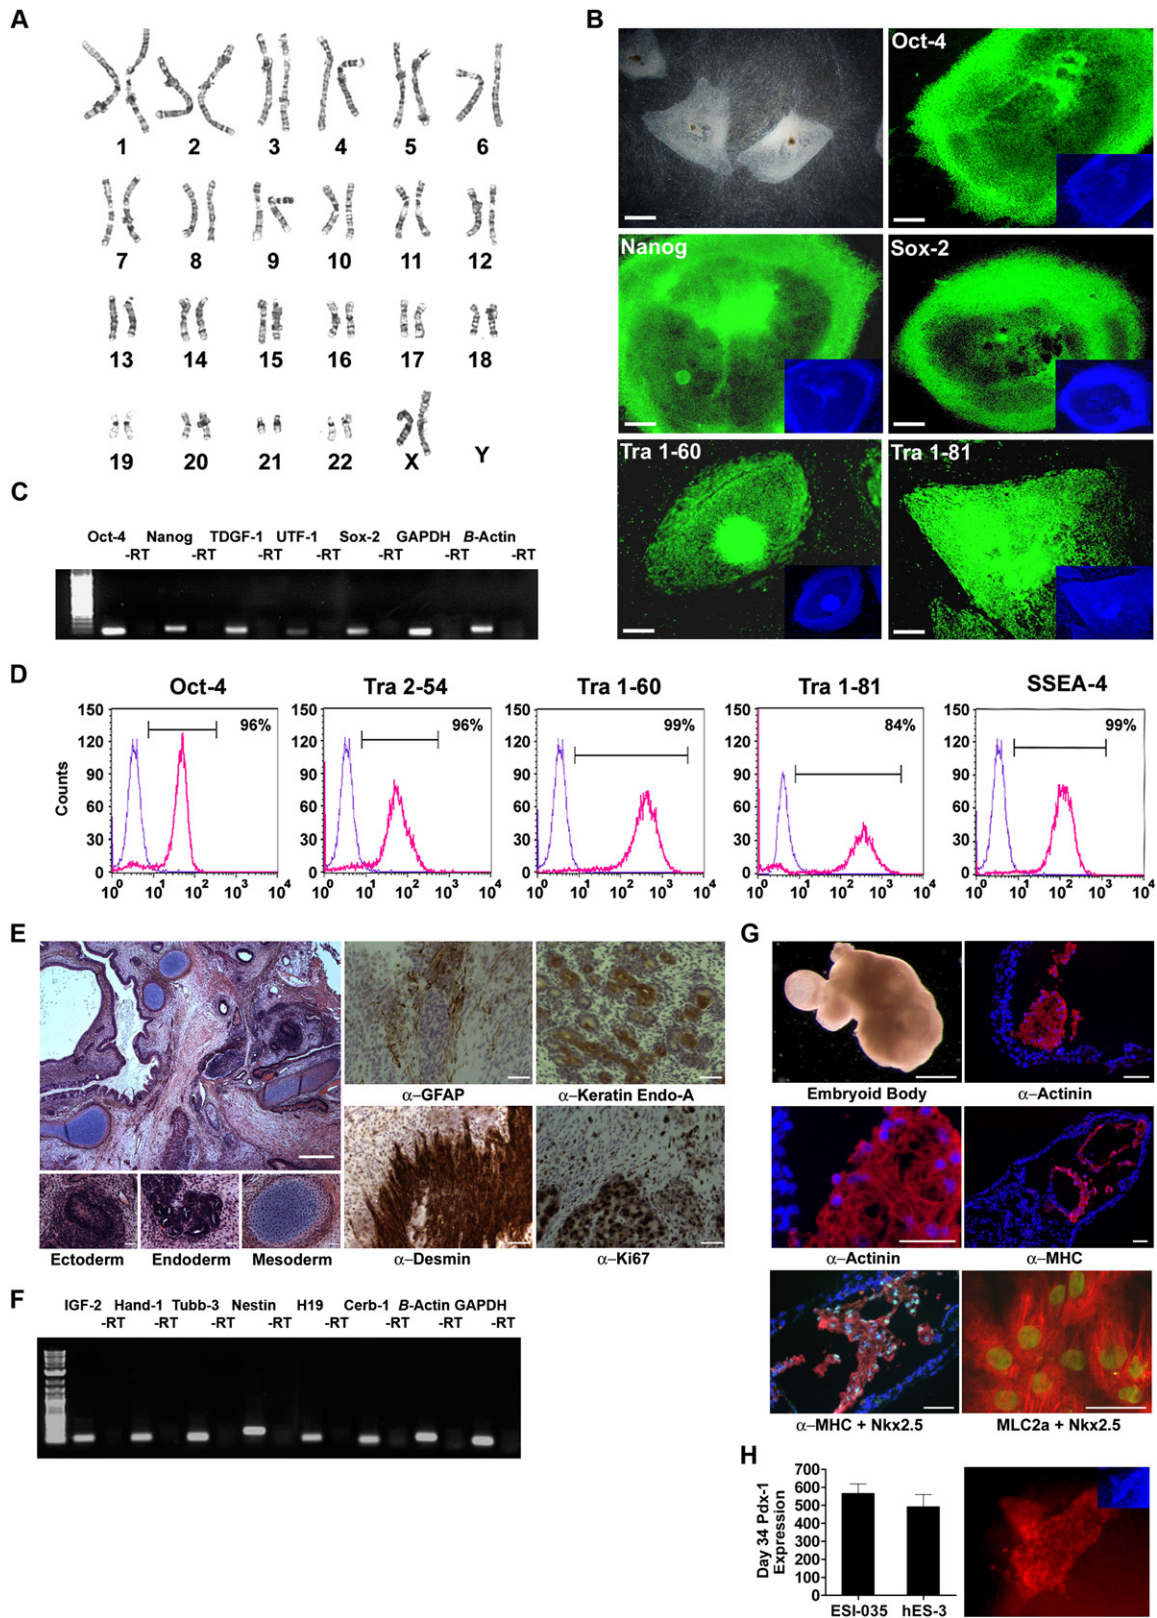 A
1 2 3 4 5 6
7 8 9 10 11 12
13 14 15 16 17 18
19 20 21 22 X Y
B
Oct-4
Nanog
Sox-2
Tra 1-60
Tra 1-81
C
Oct-4 Nanog TDGF-1 UTF-1 Sox-2 GAPDH B-Actin
-RT -RT -RT -RT -RT -RT -RT
D
Oct-4 Tra 2-54 Tra 1-60 Tra 1-81 SSEA-4
Counts
150 150 150 150 150
96% 96% 99% 84% 99%
120 120 120 120 120
90 90 90 90 90
60 60 60 60 60
30 30 30 30 30
0 0 0 0 0
10⁰ 10¹ 10² 10³ 10⁴ 10⁰ 10¹ 10² 10³ 10⁴ 10⁰ 10¹ 10² 10³ 10⁴ 10⁰ 10¹ 10² 10³ 10⁴ 10⁰ 10¹ 10² 10³ 10⁴
E
α–GFAP α–Keratin Endo-A
Ectoderm Endoderm Mesoderm α–Desmin α–Ki67
F
IGF-2 Hand-1 Tubb-3 Nestin H19 Cerb-1 B-Actin GAPDH
-RT -RT -RT -RT -RT -RT -RT -RT
G
Embryoid Body α–Actinin
α–Actinin α–MHC
α–MHC + Nkx2.5 MLC2a + Nkx2.5
H
Day 34 Pdx-1
Expression
700
600
500
400
300
200
100
0
ESI-035 hES-3